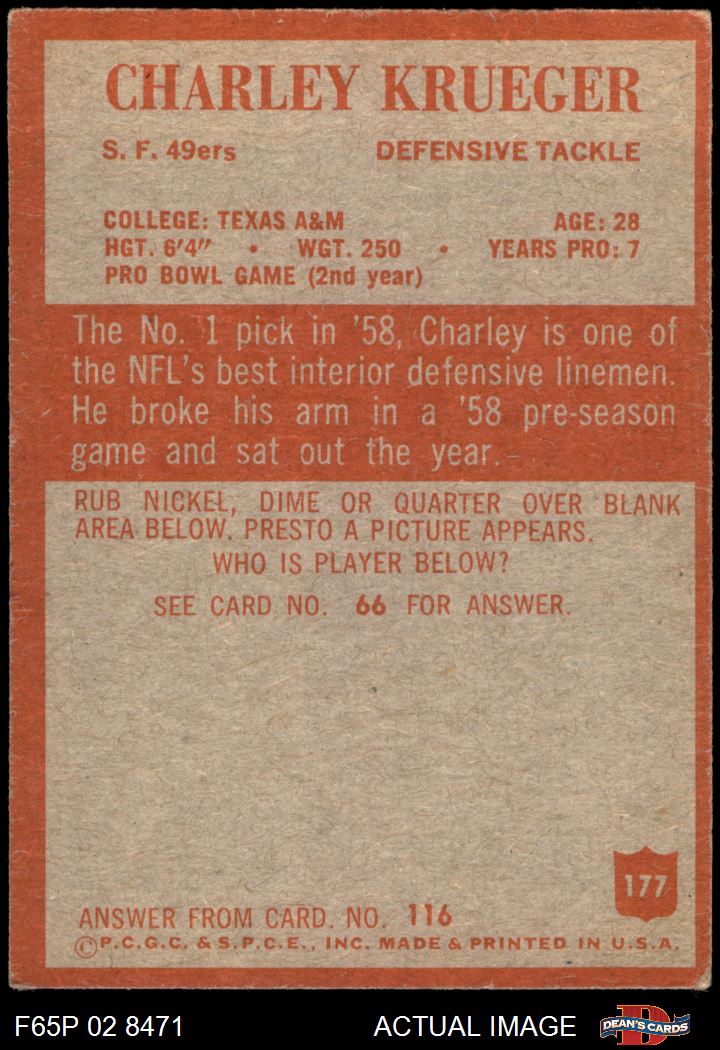 CHARLEY KRUEGER
S. F. 49ers DEFENSIVE TACKLE
COLLEGE: TEXAS A&M AGE: 28
HGT. 6'4" • WGT. 250 • YEARS PRO: 7
PRO BOWL GAME (2nd year)
The No. 1 pick in '58, Charley is one of
the NFL's best interior defensive linemen.
He broke his arm in a '58 pre-season
game and sat out the year.
RUB NICKEL, DIME OR QUARTER OVER BLANK
AREA BELOW. PRESTO A PICTURE APPEARS.
WHO IS PLAYER BELOW?
SEE CARD NO. 66 FOR ANSWER.
177
ANSWER FROM CARD. NO. 116
©P.C.G.C. & S.P.C.E., INC. MADE & PRINTED IN U.S.A.
F65P 02 8471 ACTUAL IMAGE D DEAN'S CARDS